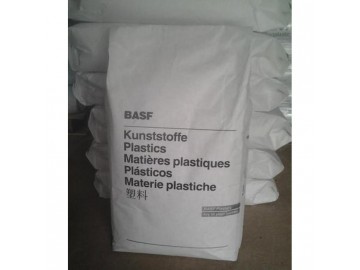 BASF
Kunststoffe
Plastics
Matières plastiques
Plásticos
Materie plastiche
塑料